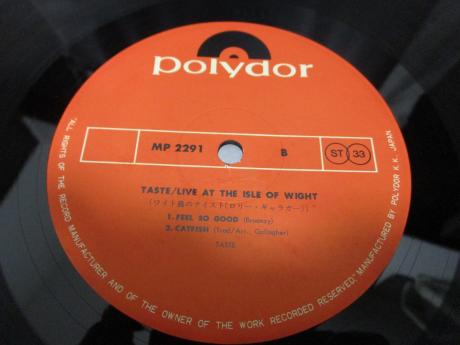 polydor
MP 2291 B ST 33
TASTE/LIVE AT THE ISLE OF WIGHT
(ワイト島のテイスト(ロリー・ギャラガー))
1. FEEL SO GOOD (Broonzy)
2. CATFISH (Trad/Arr. Gallagher)
TASTE
"ALL RIGHTS OF THE RECORD MANUFACTURER AND OF THE OWNER OF THE WORK RECORDED RESERVED." MANUFACTURED BY POLYDOR K.K. JAPAN